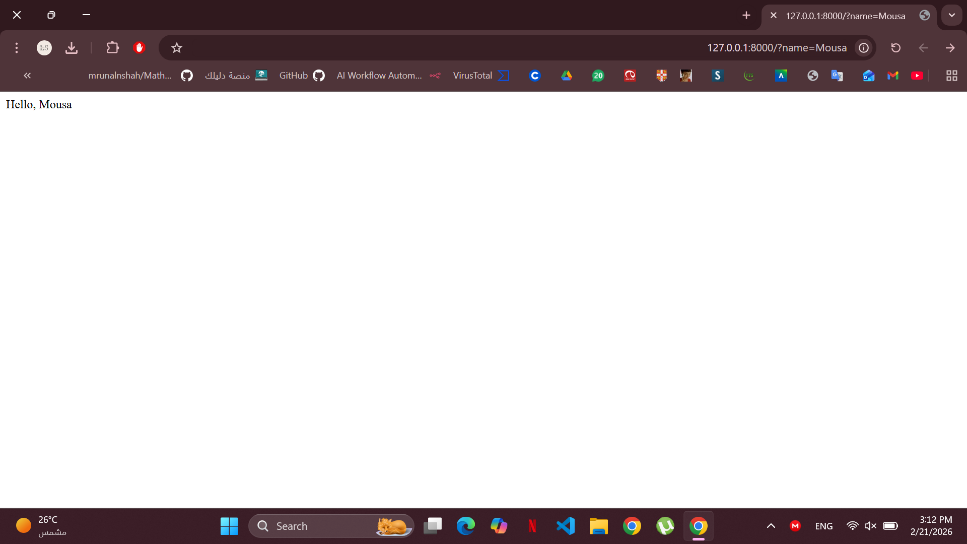 127.0.0.1:8000/?name=Mousa
127.0.0.1:8000/?name=Mousa
mrunalnshah/Math...
منصة دليلك
GitHub
AI Workflow Autom...
VirusTotal
Hello, Mousa
26°C
مشمس
Search
ENG
3:12 PM
2/21/2026